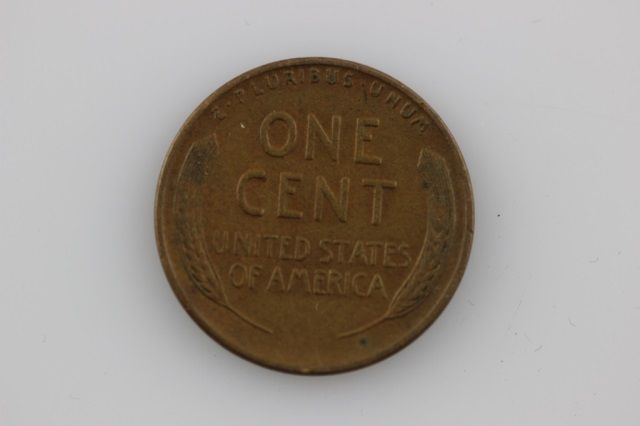 E·PLURIBUS·UNUM
ONE
CENT
UNITED STATES
OF AMERICA